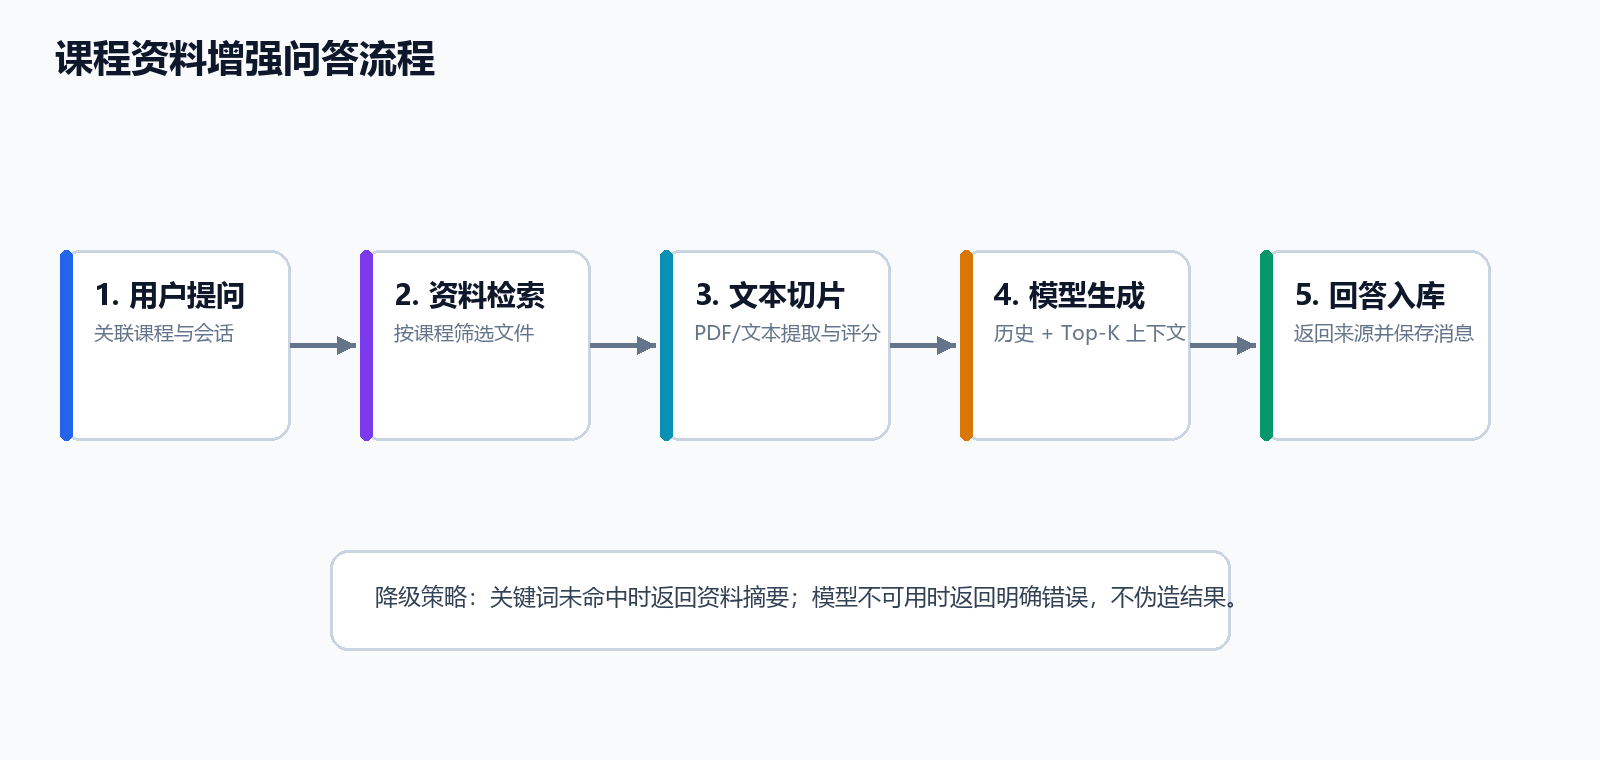 课程资料增强问答流程
1. 用户提问
关联课程与会话
2. 资料检索
按课程筛选文件
3. 文本切片
PDF/文本提取与评分
4. 模型生成
历史 + Top-K 上下文
5. 回答入库
返回来源并保存消息
降级策略：关键词未命中时返回资料摘要；模型不可用时返回明确错误，不伪造结果。